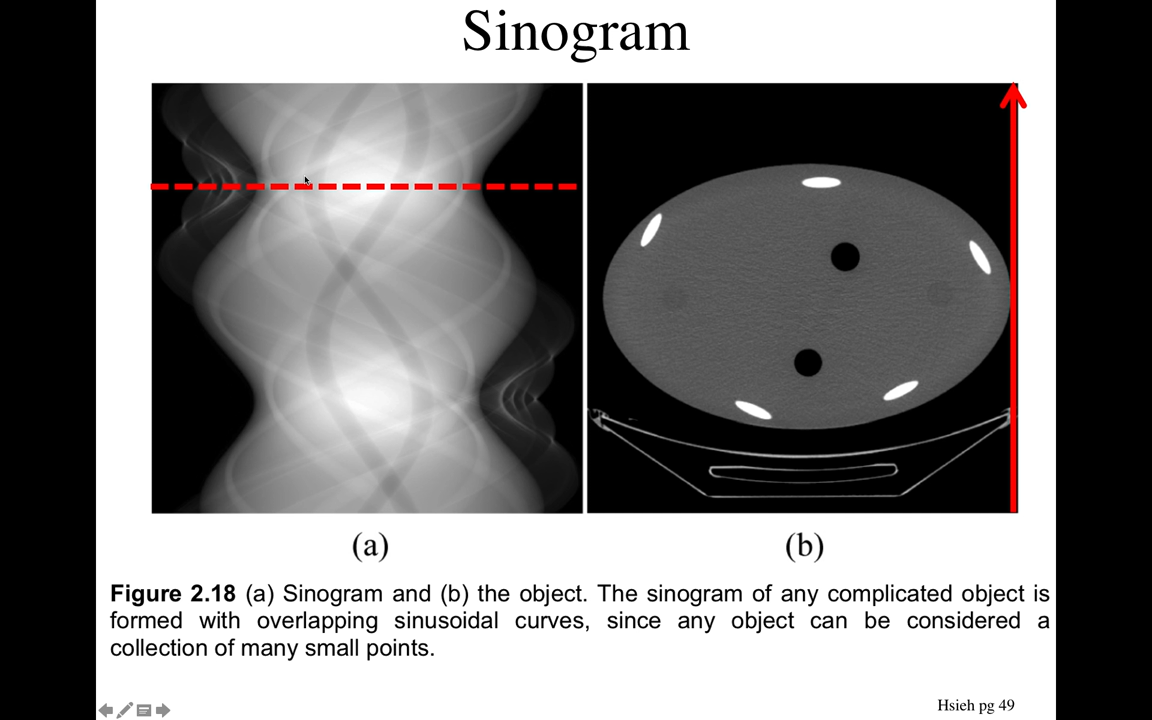 Sinogram
(a)
(b)
Figure 2.18 (a) Sinogram and (b) the object. The sinogram of any complicated object is
formed with overlapping sinusoidal curves, since any object can be considered a
collection of many small points.
Hsieh pg 49